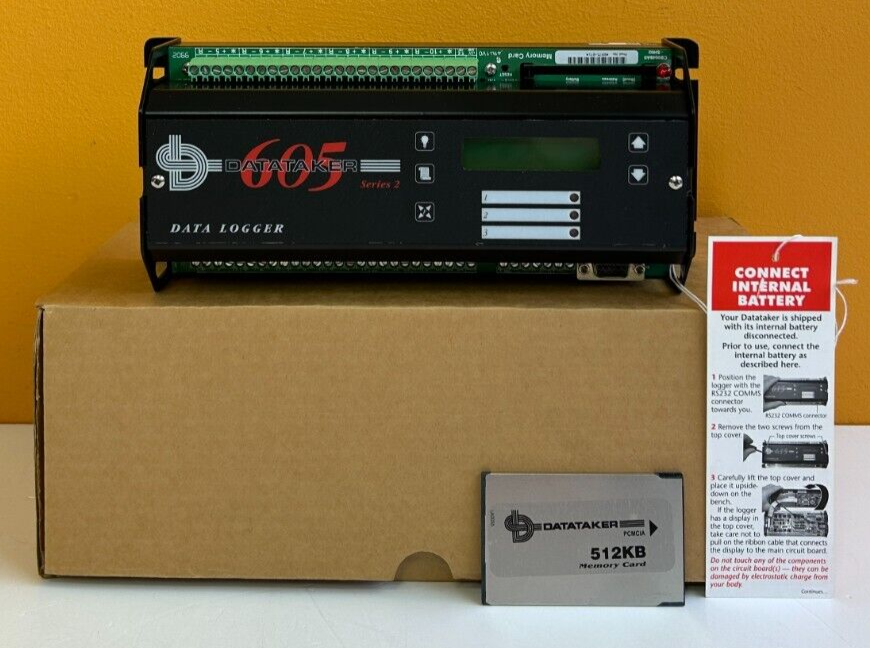 Memory Card
DATATAKER
605
Series 2
DATA LOGGER
1
2
3
CONNECT
INTERNAL
BATTERY
Your Datataker is shipped
with its internal battery
disconnected.
Prior to use, connect the
internal battery as
described here.
1 Position the
logger with the
RS232 COMMS
connector
towards you.
RS232 COMMS connector
2 Remove the two screws from the
top cover.
Top cover screws
3 Carefully lift the top cover and
place it upside-
down on the
bench.
If the logger
has a display in
the top cover,
take care not to
pull on the ribbon cable that connects
the display to the main circuit board.
Do not touch any of the components
on the circuit board(s) — they can be
damaged by electrostatic charge from
your body.
Continues...
DATATAKER
PCMCIA
512KB
Memory Card